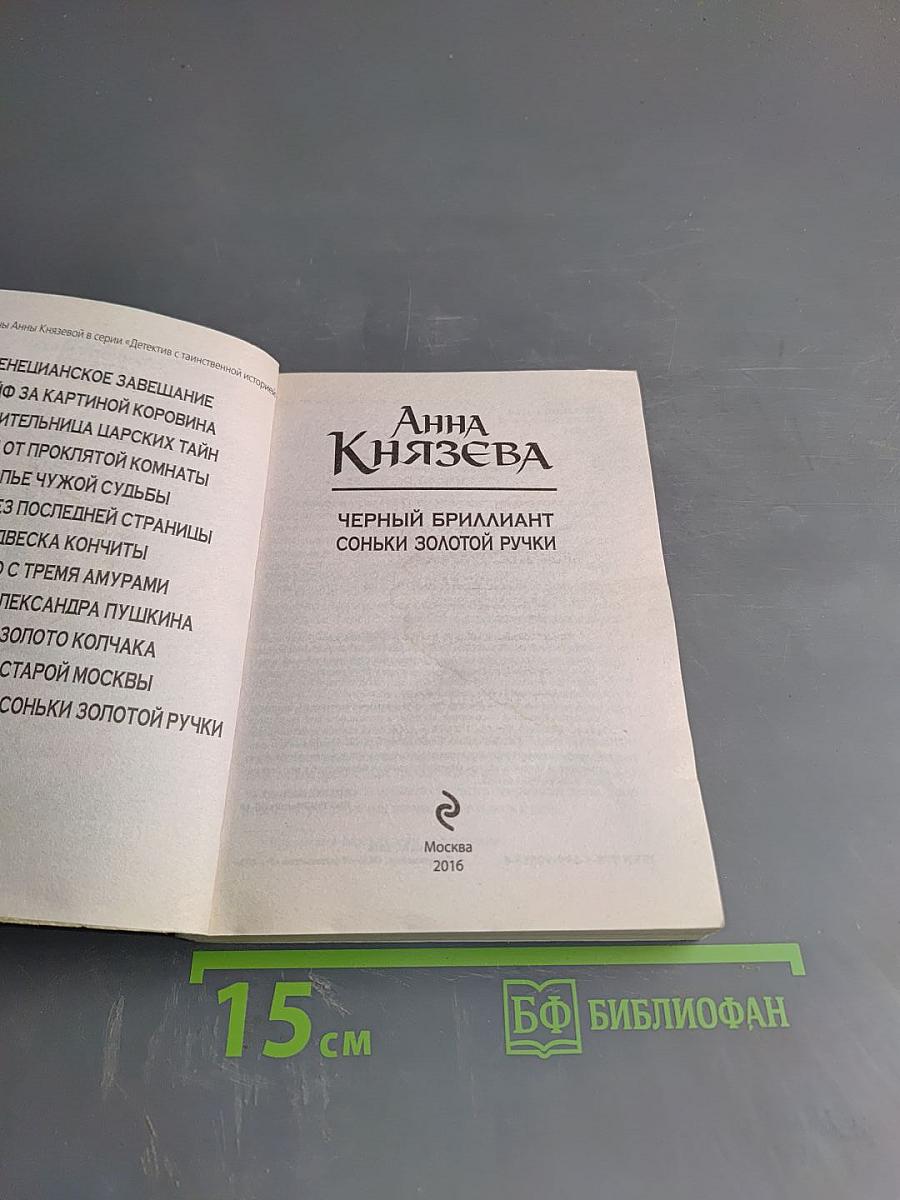 ны Анны Князевой в серии «Детектив с таинственной историей»
ЕНЕЦИАНСКОЕ ЗАВЕЩАНИЕ
ЙФ ЗА КАРТИНОЙ КОРОВИНА
ИТЕЛЬНИЦА ЦАРСКИХ ТАЙН
ОТ ПРОКЛЯТОЙ КОМНАТЫ
ЛЬЕ ЧУЖОЙ СУДЬБЫ
ЕЗ ПОСЛЕДНЕЙ СТРАНИЦЫ
ДВЕСКА КОНЧИТЫ
О С ТРЕМЯ АМУРАМИ
ЛЕКСАНДРА ПУШКИНА
ЗОЛОТО КОЛЧАКА
СТАРОЙ МОСКВЫ
СОНЬКИ ЗОЛОТОЙ РУЧКИ
АННА
КНЯЗЕВА
ЧЕРНЫЙ БРИЛЛИАНТ
СОНЬКИ ЗОЛОТОЙ РУЧКИ
Москва
2016
15 см
БФ БИБЛИОФАН